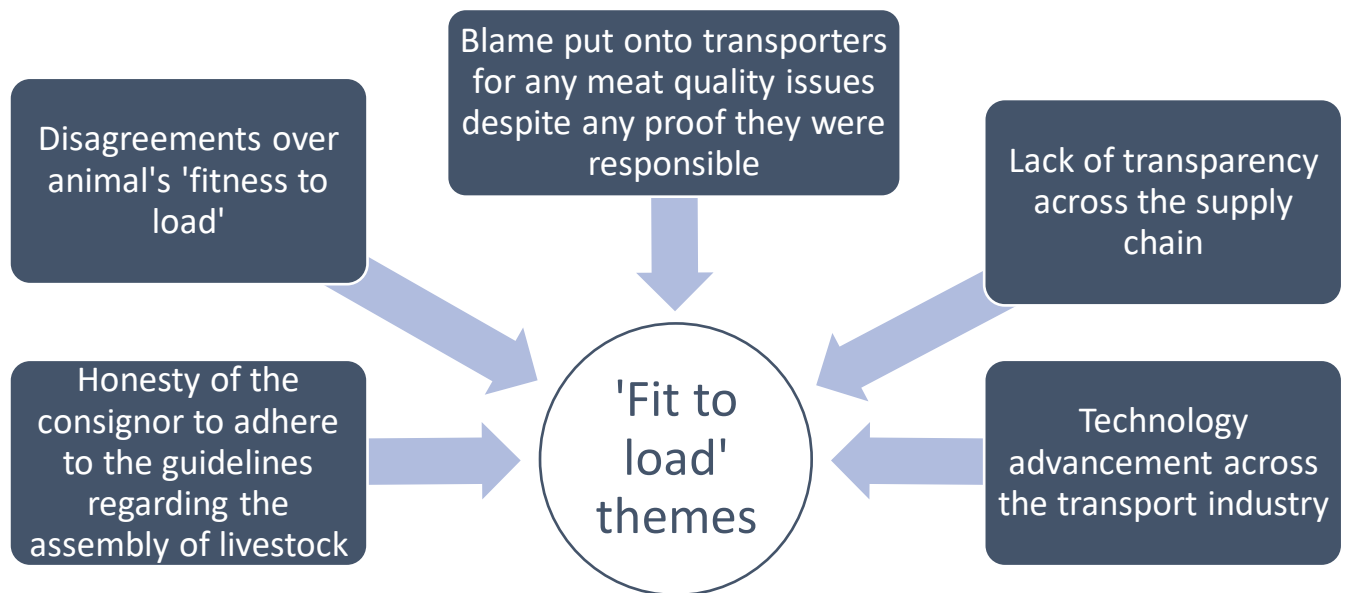 Blame put onto transporters
for any meat quality issues
despite any proof they were
responsible
Disagreements over
animal's 'fitness to
load'
Lack of transparency
across the supply
chain
Honesty of the
consignor to adhere
to the guidelines
regarding the
assembly of livestock
'Fit to
load'
themes
Technology
advancement across
the transport industry